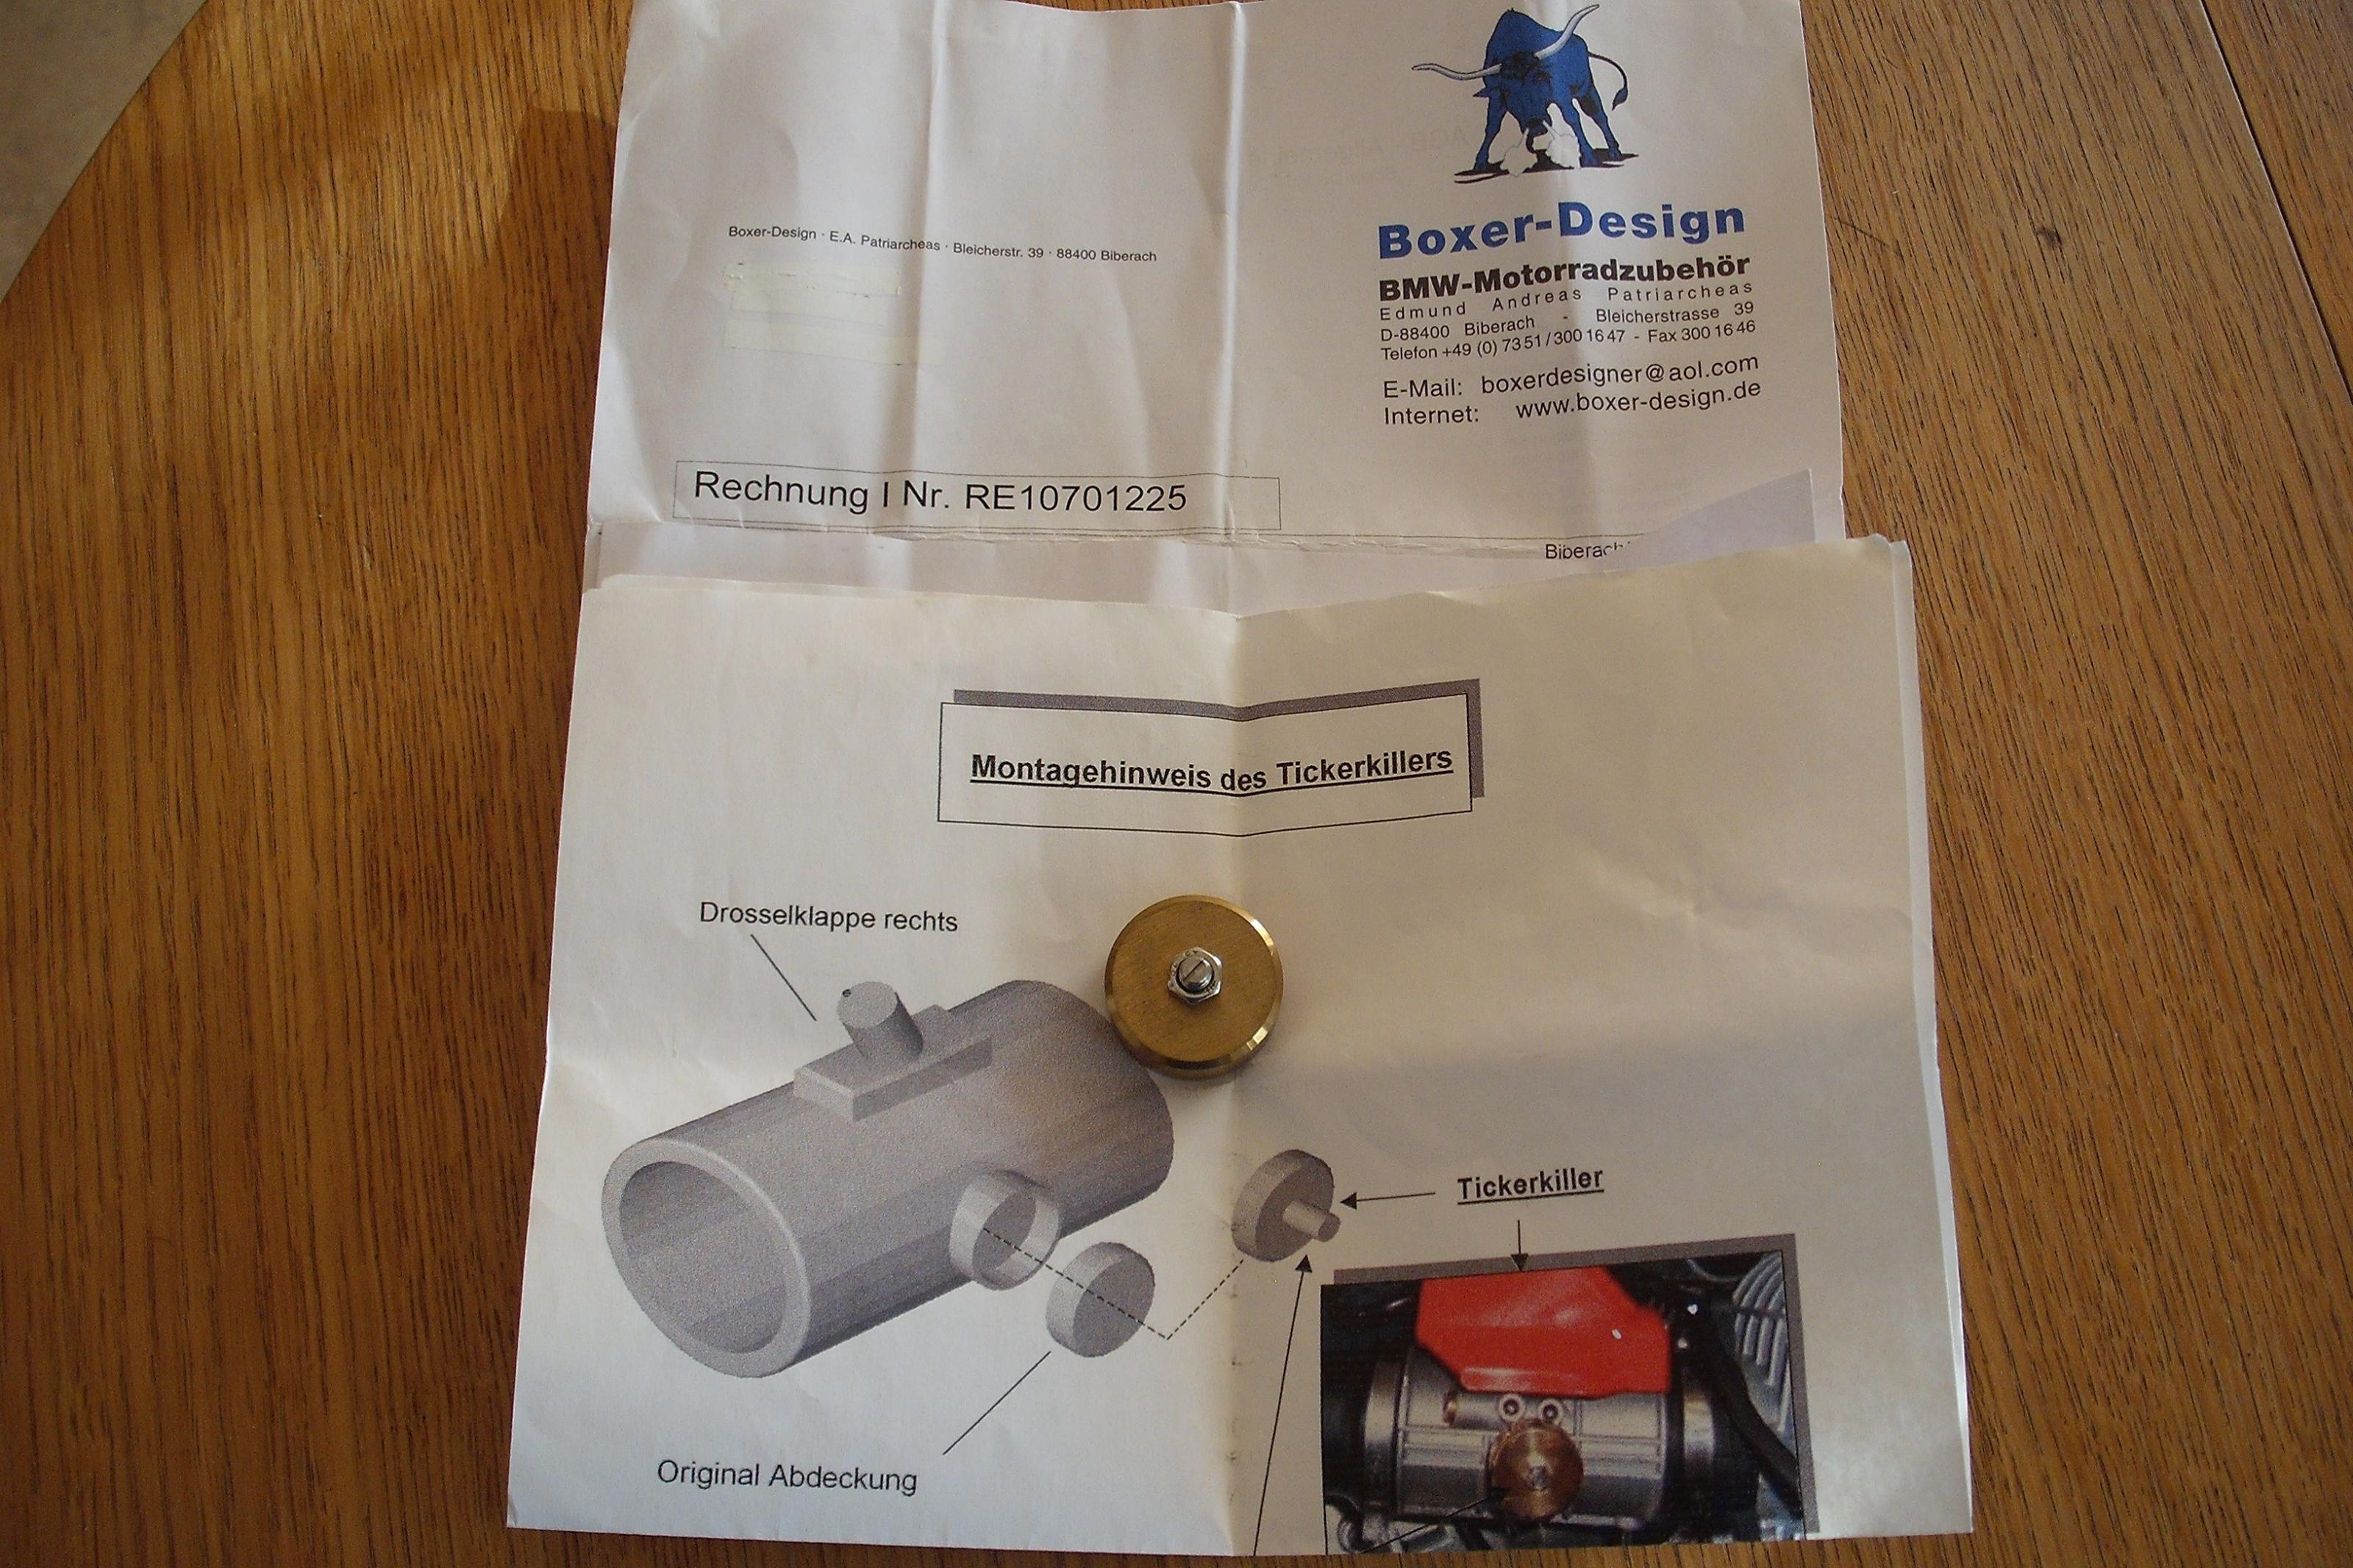 Boxer-Design · E.A. Patriarcheas · Bleicherstr. 39 · 88400 Biberach
Boxer-Design
BMW-Motorradzubehör
Edmund Andreas Patriarcheas
D-88400 Biberach - Bleicherstrasse 39
Telefon +49 (0) 73 51 / 300 16 47 - Fax 300 16 46
E-Mail: boxerdesigner@aol.com
Internet: www.boxer-design.de
Rechnung I Nr. RE10701225
Biberach
Montagehinweis des Tickerkillers
Drosselklappe rechts
Tickerkiller
Original Abdeckung